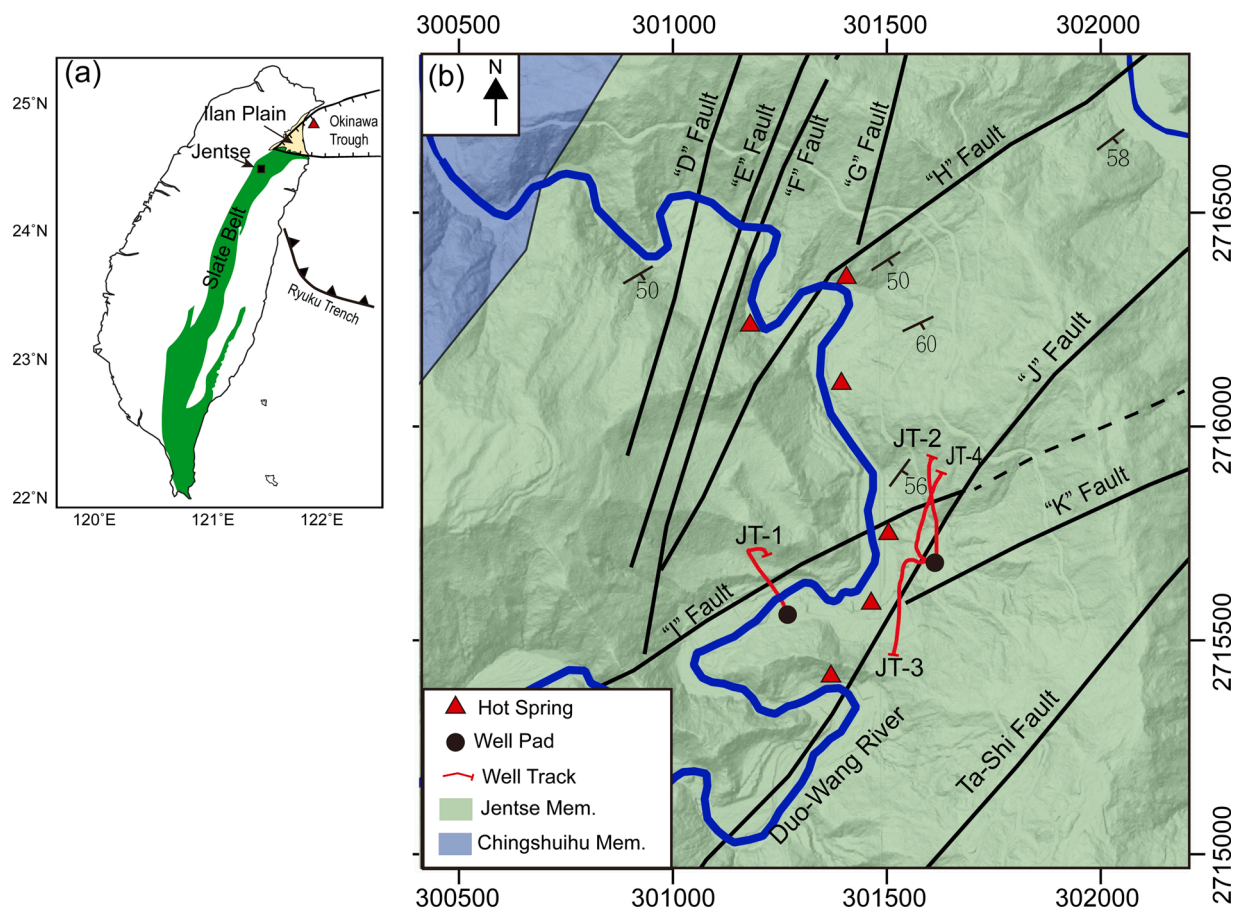 (a)
25°N
24°N
23°N
22°N
120°E
121°E
122°E
Ilan Plain
Okinawa
Trough
Jentse
Slate Belt
Ryuku Trench
300500
301000
301500
302000
(b)
N
"D" Fault
"E" Fault
"F" Fault
"G" Fault
"H" Fault
58
50
50
60
"J" Fault
JT-2
JT-4
56
"K" Fault
JT-1
"I" Fault
JT-3
Duo-Wang River
Ta-Shi Fault
2716500
2716000
2715500
2715000
Hot Spring
Well Pad
Well Track
Jentse Mem.
Chingshuihu Mem.
300500
301000
301500
302000